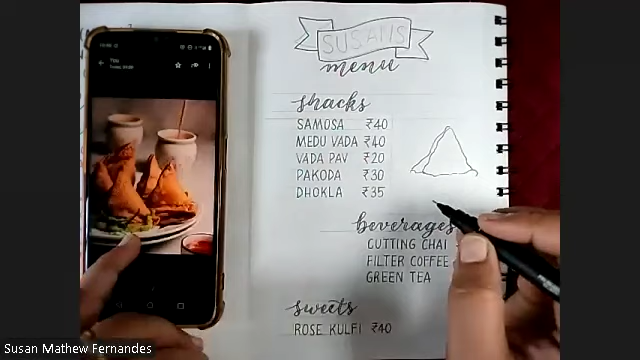 SUSAN'S
menu
snacks
SAMOSA ₹40
MEDU VADA ₹40
VADA PAV ₹20
PAKODA ₹30
DHOKLA ₹35
beverages
CUTTING CHAI
FILTER COFFEE
GREEN TEA
sweets
ROSE KULFI ₹40
You
Susan Mathew Fernandes